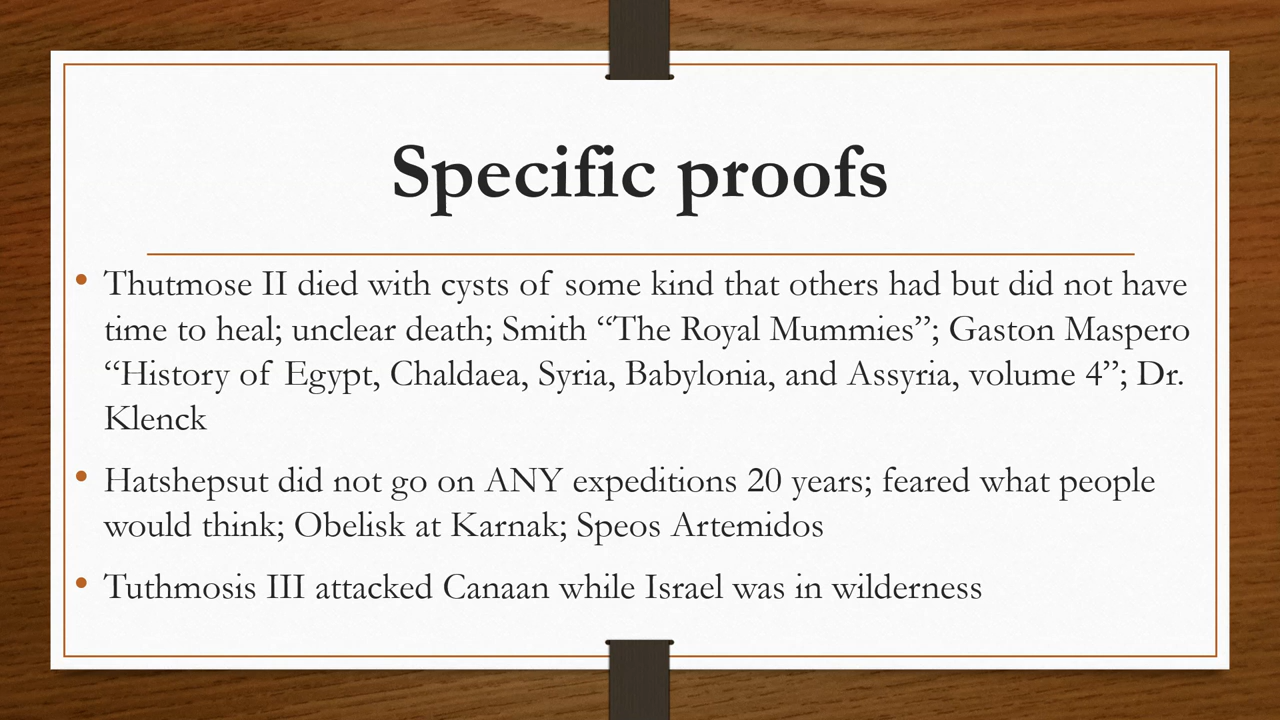 Specific proofs
• Thutmose II died with cysts of some kind that others had but did not have
time to heal; unclear death; Smith “The Royal Mummies”; Gaston Maspero
“History of Egypt, Chaldaea, Syria, Babylonia, and Assyria, volume 4”; Dr.
Klenck
• Hatshepsut did not go on ANY expeditions 20 years; feared what people
would think; Obelisk at Karnak; Speos Artemidos
• Tuthmosis III attacked Canaan while Israel was in wilderness